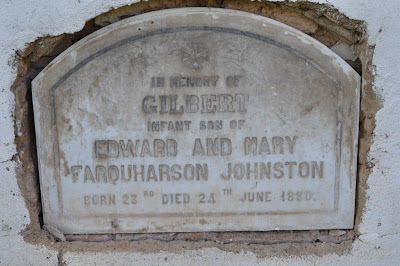 IN MEMORY OF
GILBERT
INFANT SON OF
EDWARD AND MARY
FARQUHARSON JOHNSTON
BORN 23RD DIED 24TH JUNE 1880.